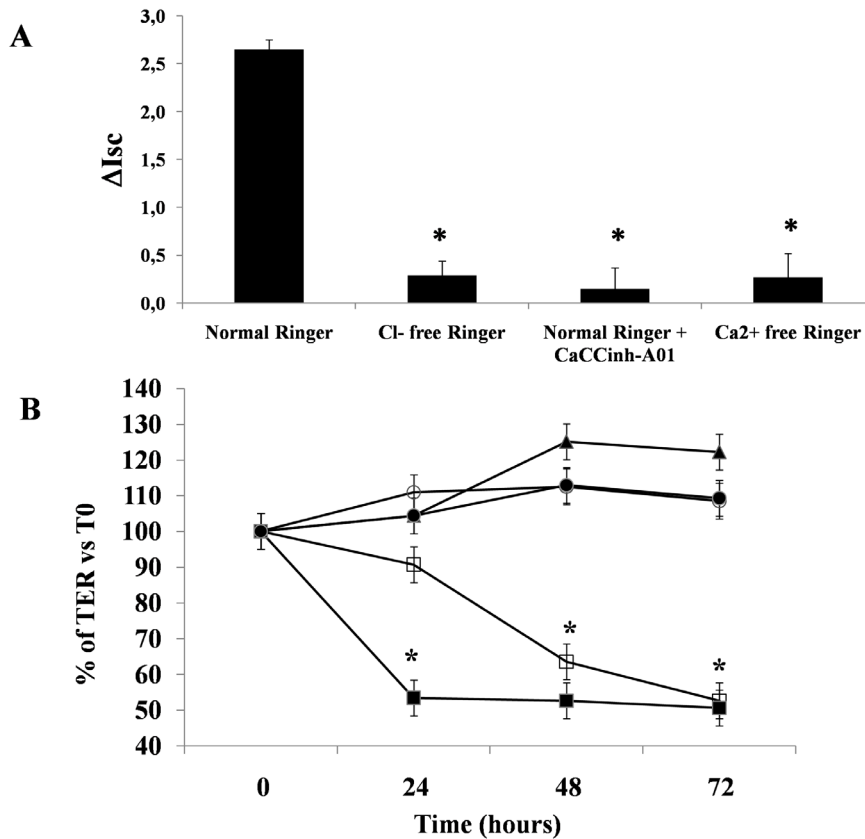 A
3,0
2,5
2,0
1,5
1,0
0,5
0,0
ΔIsc
*
*
*
Normal Ringer
Cl- free Ringer
Normal Ringer +
CaCCinh-A01
Ca2+ free Ringer
B
140
130
120
110
100
90
80
70
60
50
40
% of TER vs T0
*
*
*
0
24
48
72
Time (hours)